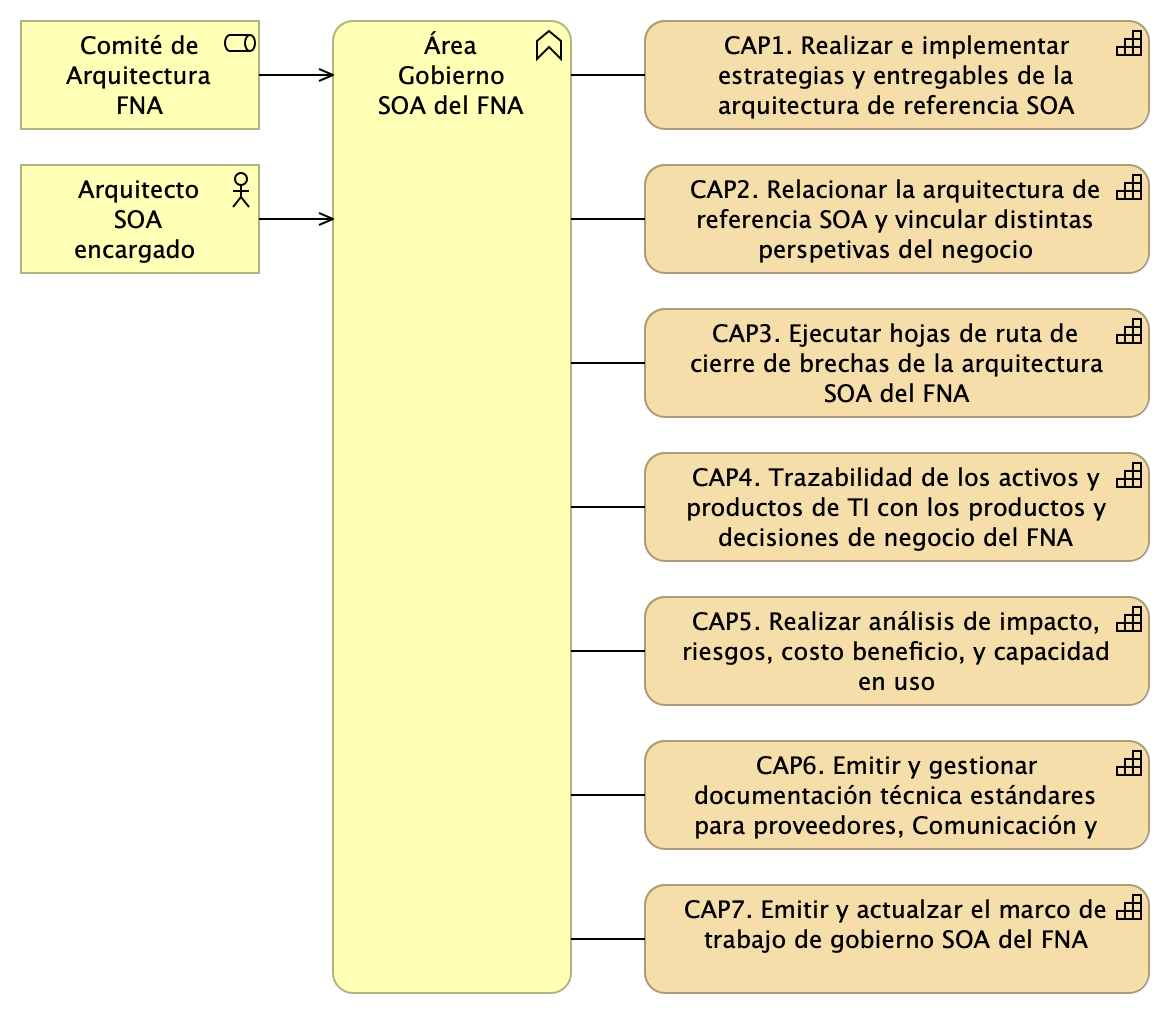 Comité de
Arquitectura
FNA
Arquitecto
SOA
encargado
Área
Gobierno
SOA del FNA
CAP1. Realizar e implementar
estrategias y entregables de la
arquitectura de referencia SOA
CAP2. Relacionar la arquitectura de
referencia SOA y vincular distintas
perspetivas del negocio
CAP3. Ejecutar hojas de ruta de
cierre de brechas de la arquitectura
SOA del FNA
CAP4. Trazabilidad de los activos y
productos de TI con los productos y
decisiones de negocio del FNA
CAP5. Realizar análisis de impacto,
riesgos, costo beneficio, y capacidad
en uso
CAP6. Emitir y gestionar
documentación técnica estándares
para proveedores, Comunicación y
CAP7. Emitir y actualzar el marco de
trabajo de gobierno SOA del FNA